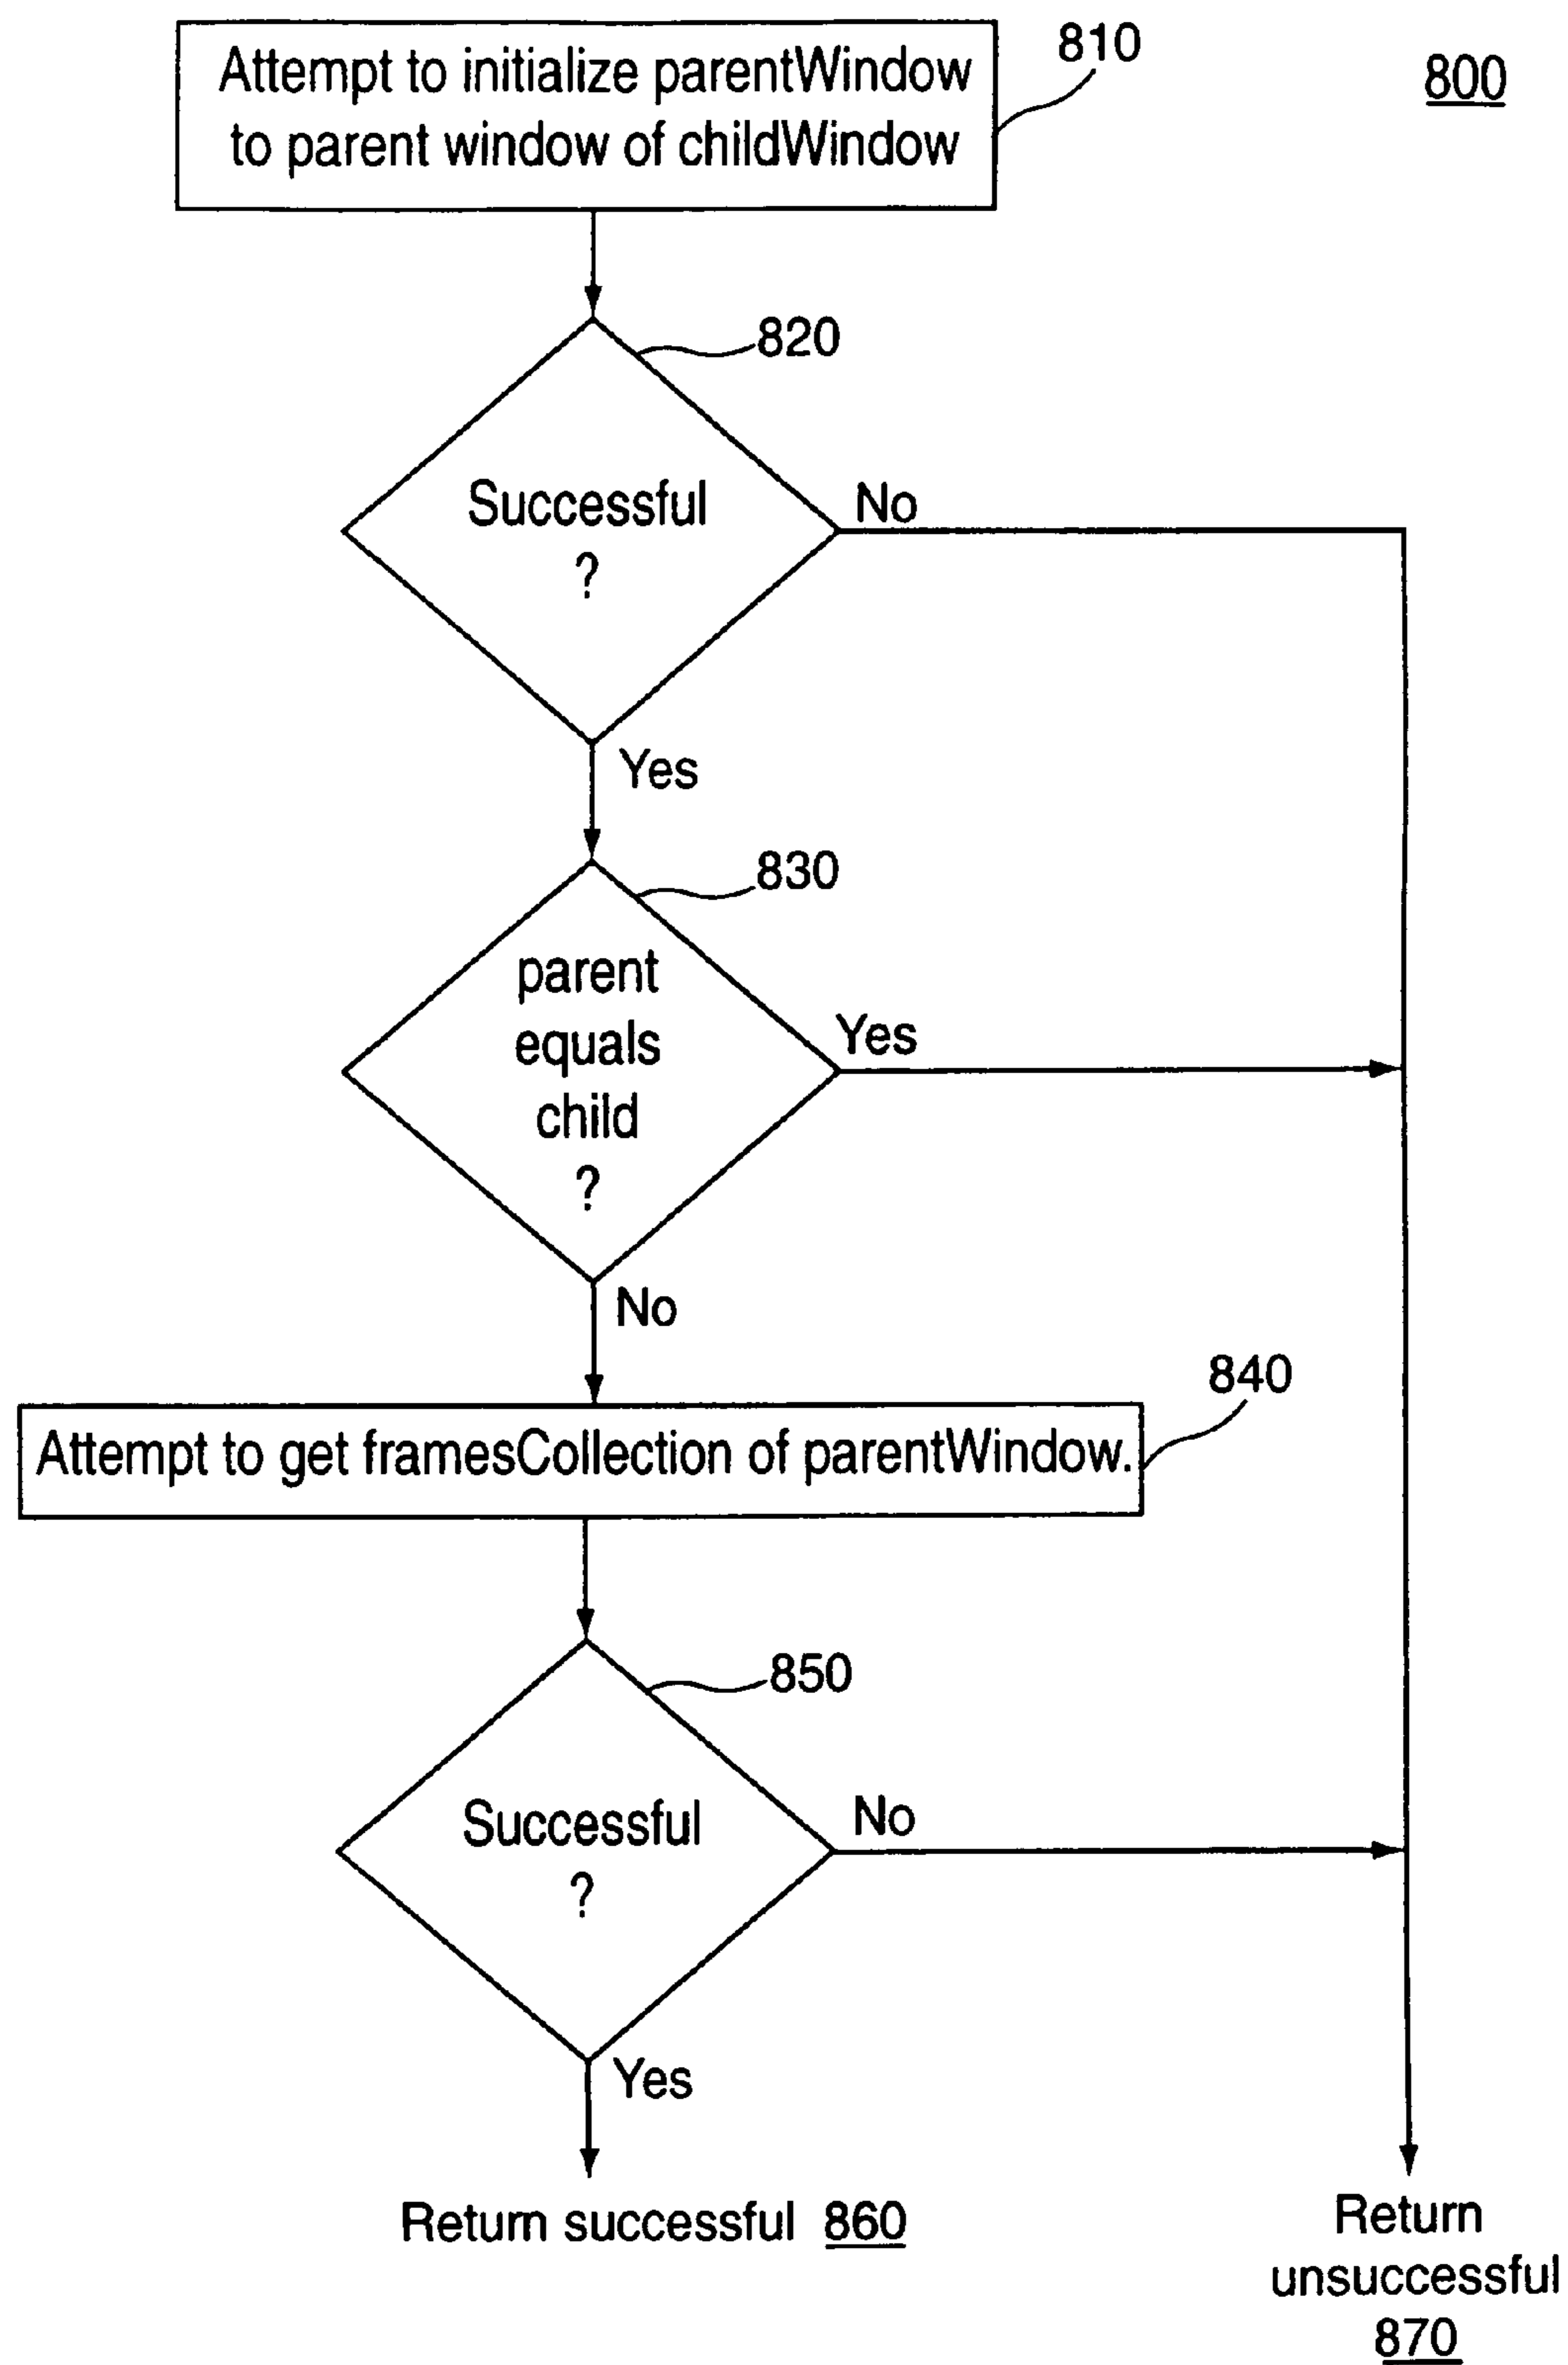 Attempt to initialize parentWindow
to parent window of childWindow
810
800
820
Successful
?
No
Yes
830
parent
equals
child
?
Yes
No
840
Attempt to get framesCollection of parentWindow.
850
Successful
?
No
Yes
Return successful 860
Return
unsuccessful
870